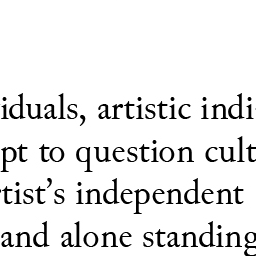 iduals, artistic indi-
pt to question cult
rtist’s independent
and alone standing